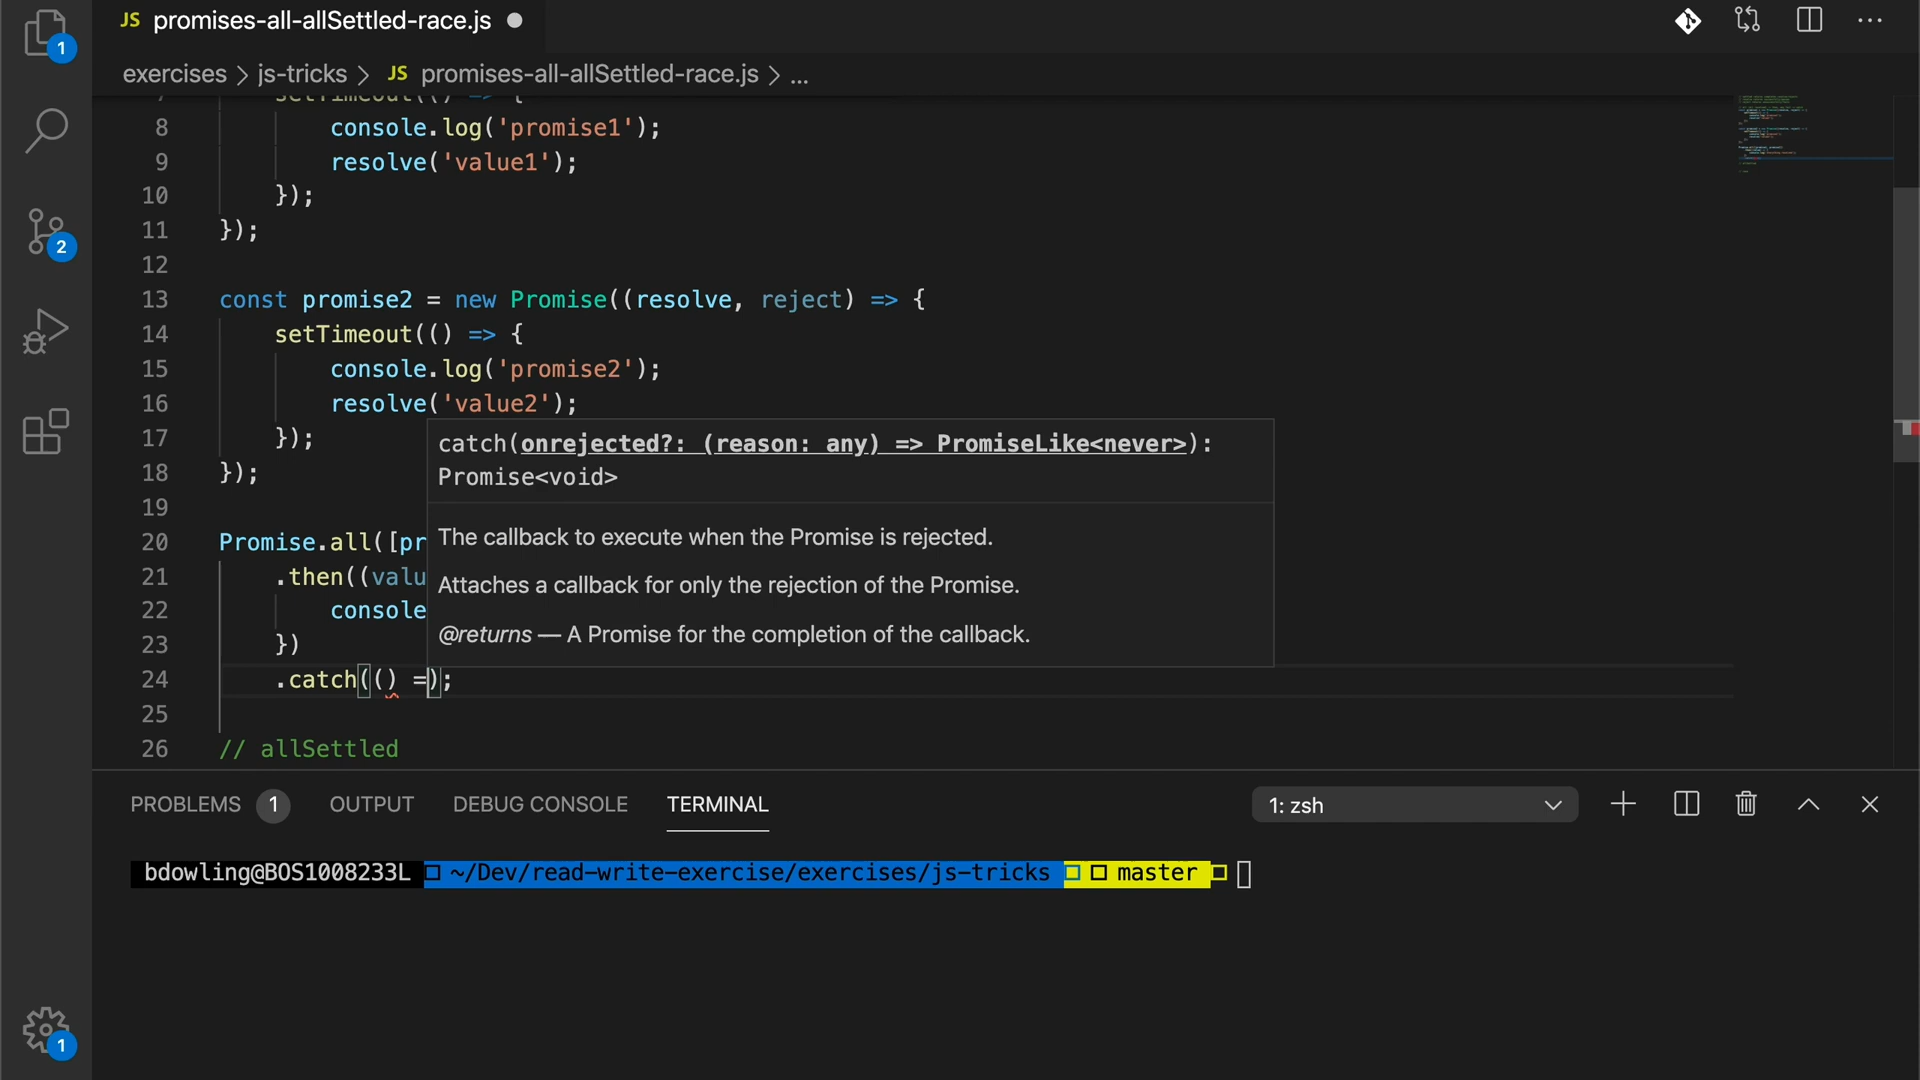 JS promises-all-allSettled-race.js
exercises > js-tricks > JS promises-all-allSettled-race.js > ...
7 setTimeout(() => {
8 console.log('promise1');
9 resolve('value1');
10 });
11 });
12
13 const promise2 = new Promise((resolve, reject) => {
14 setTimeout(() => {
15 console.log('promise2');
16 resolve('value2');
17 });
18 });
19
20 Promise.all([pr
21 .then((valu
22 console
23 })
24 .catch(() =);
25
26 // allSettled
catch(onrejected?: (reason: any) => PromiseLike<never>):
Promise<void>
The callback to execute when the Promise is rejected.
Attaches a callback for only the rejection of the Promise.
@returns — A Promise for the completion of the callback.
1
2
1
PROBLEMS 1 OUTPUT DEBUG CONSOLE TERMINAL 1: zsh
bdowling@BOS1008233L ~/Dev/read-write-exercise/exercises/js-tricks master